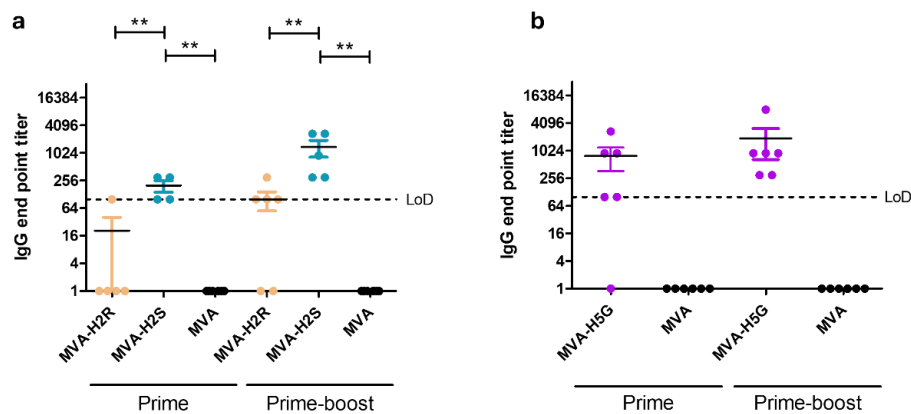 a
** ** ** **
IgG end point titer
16384
4096
1024
256
64
16
4
1
LoD
MVA-H2R
MVA-H2S
MVA
MVA-H2R
MVA-H2S
MVA
Prime
Prime-boost
b
IgG end point titer
16384
4096
1024
256
64
16
4
1
LoD
MVA-H5G
MVA
MVA-H5G
MVA
Prime
Prime-boost